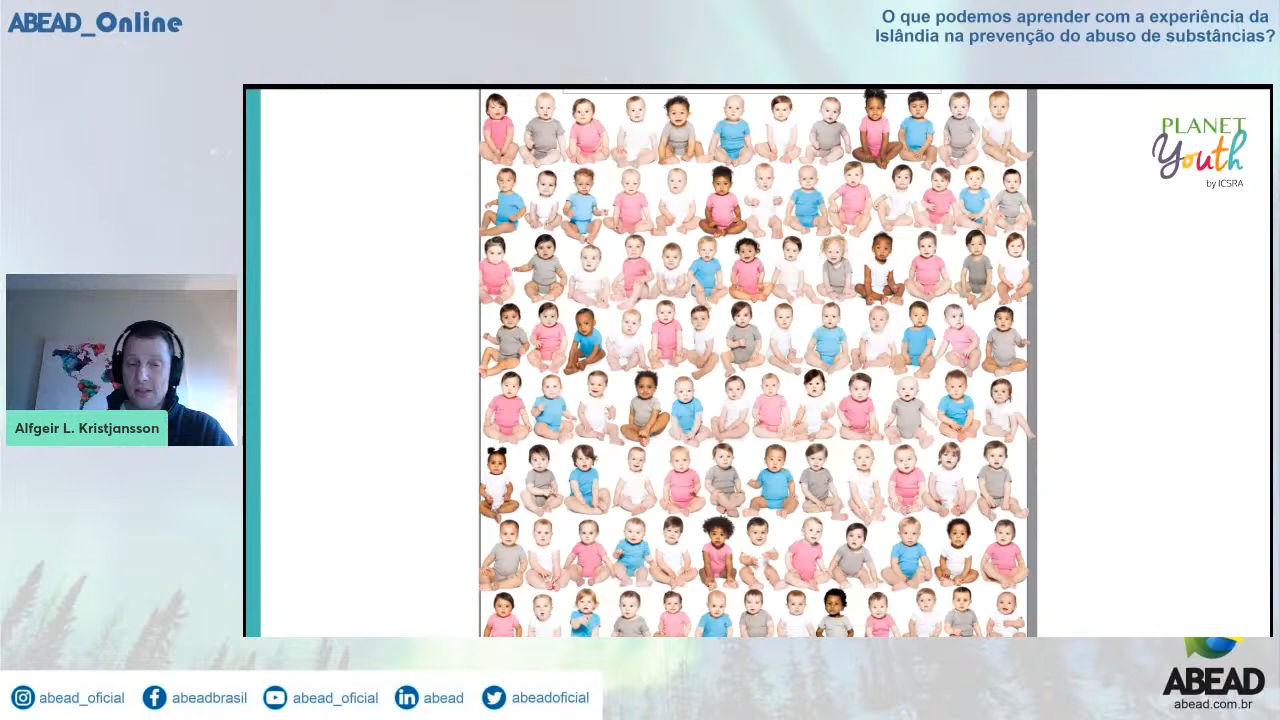 ABEAD_Online
O que podemos aprender com a experiência da
Islândia na prevenção do abuso de substâncias?
PLANET
Youth
by ICSRA
Alfgeir L. Kristjansson
abead_oficial
abeadbrasil
abead_oficial
abead
abeadoficial
ABEAD
abead.com.br